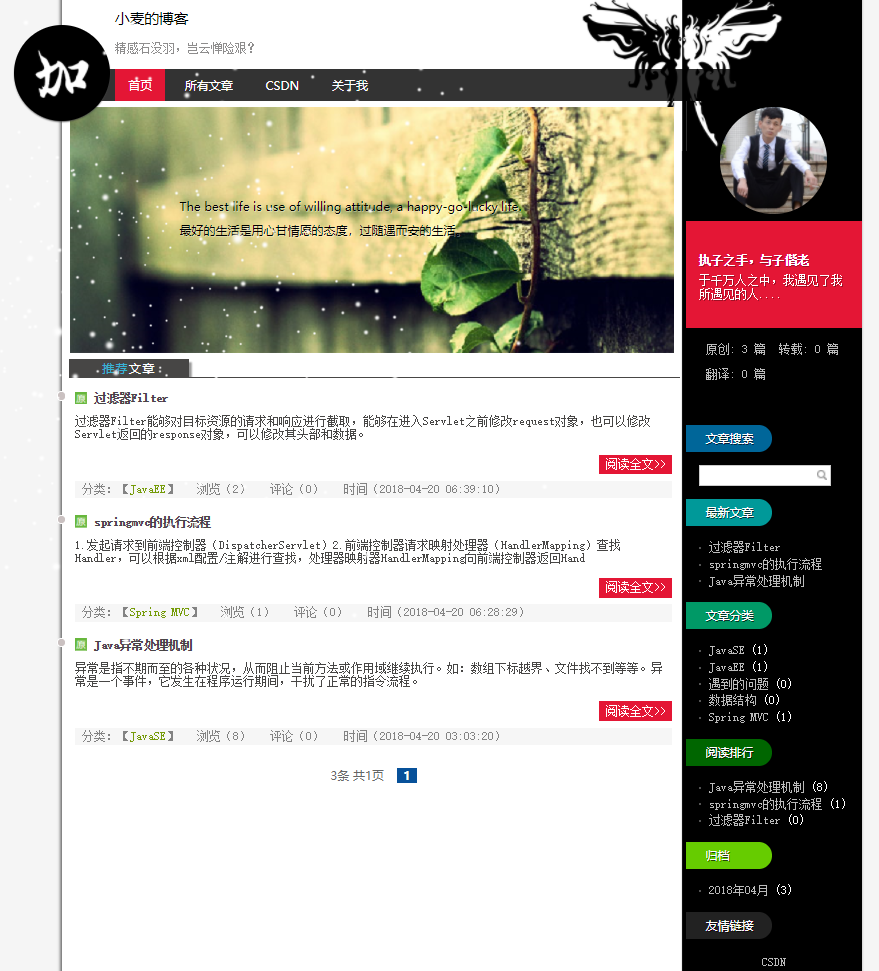 小麦的博客
精感石没羽，岂云惮险艰？
加
首页 所有文章 CSDN 关于我
The best life is use of willing attitude, a happy-go-lucky life.
最好的生活是用心甘情愿的态度，过随遇而安的生活。
推荐文章：
原 过滤器Filter
过滤器Filter能够对目标资源的请求和响应进行截取，能够在进入Servlet之前修改request对象，也可以修改
Servlet返回的response对象，可以修改其头部和数据。
阅读全文>>
分类：【JavaEE】 浏览（2） 评论（0） 时间（2018-04-20 06:39:10）
原 springmvc的执行流程
1.发起请求到前端控制器（DispatcherServlet）2.前端控制器请求映射处理器（HandlerMapping）查找
Handler，可以根据xml配置/注解进行查找，处理器映射器HandlerMapping向前端控制器返回Hand
阅读全文>>
分类：【Spring MVC】 浏览（1） 评论（0） 时间（2018-04-20 06:28:29）
原 Java异常处理机制
异常是指不期而至的各种状况，从而阻止当前方法或作用域继续执行。如：数组下标越界、文件找不到等等。异
常是一个事件，它发生在程序运行期间，干扰了正常的指令流程。
阅读全文>>
分类：【JavaSE】 浏览（8） 评论（0） 时间（2018-04-20 03:03:20）
3条 共1页 1
执子之手，与子偕老
于千万人之中，我遇见了我
所遇见的人....
原创：3 篇 转载：0 篇
翻译：0 篇
文章搜索
最新文章
过滤器Filter
springmvc的执行流程
Java异常处理机制
文章分类
JavaSE (1)
JavaEE (1)
遇到的问题 (0)
数据结构 (0)
Spring MVC (1)
阅读排行
Java异常处理机制 (8)
springmvc的执行流程 (1)
过滤器Filter (0)
归档
2018年04月 (3)
友情链接
CSDN